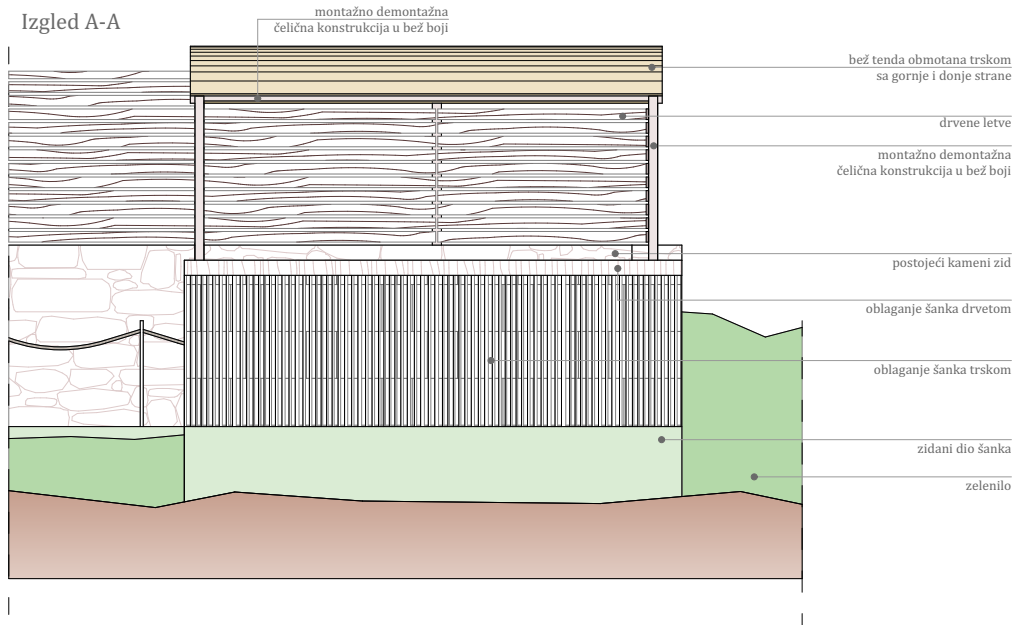 Izgled A-A
montažno demontažna
čelična konstrukcija u bež boji
bež tenda obmotana trskom
sa gornje i donje strane
drvene letve
montažno demontažna
čelična konstrukcija u bež boji
postojeći kameni zid
oblaganje šanka drvetom
oblaganje šanka trskom
zidani dio šanka
zelenilo